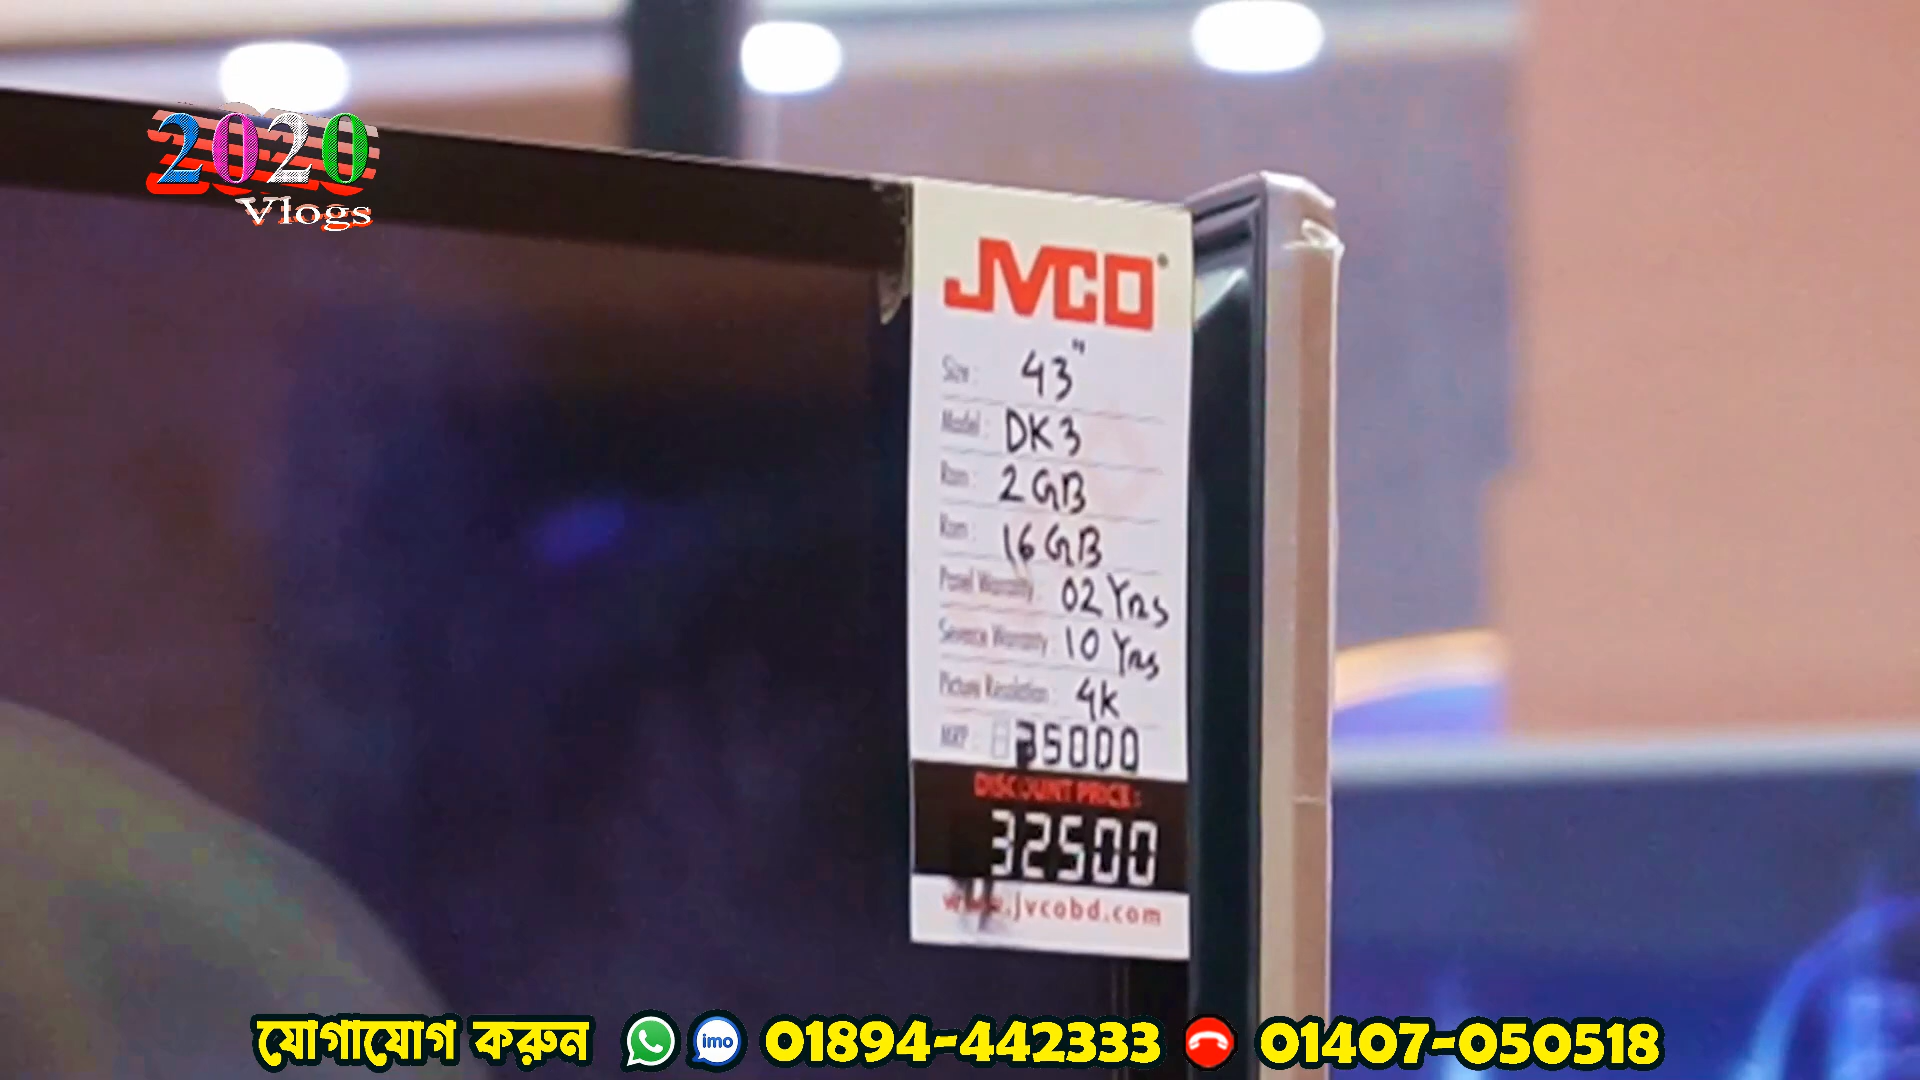 2020
Vlogs
JVCO
Size: 43"
Model: DK3
Ram: 2GB
Rom: 16GB
Panel Warranty: 02 Yrs
Severce Warranty: 10 Yrs
Picture Resolution: 4K
MRP: 35000
DISCOUNT PRICE:
32500
www.jvcobd.com
যোগাযোগ করুন imo 01894-442333 01407-050518